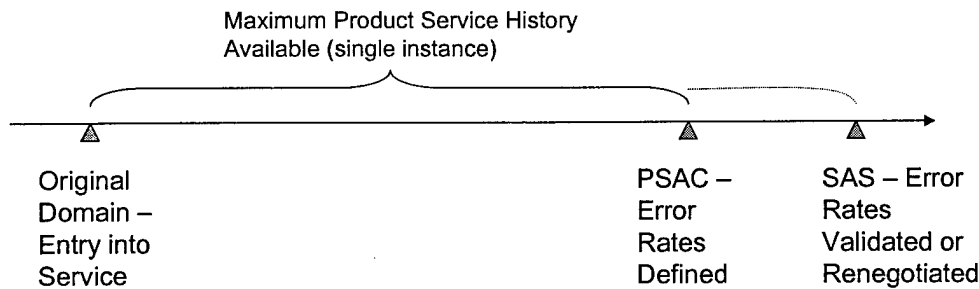 Maximum Product Service History
Available (single instance)
Original
Domain –
Entry into
Service
PSAC –
Error
Rates
Defined
SAS – Error
Rates
Validated or
Renegotiated